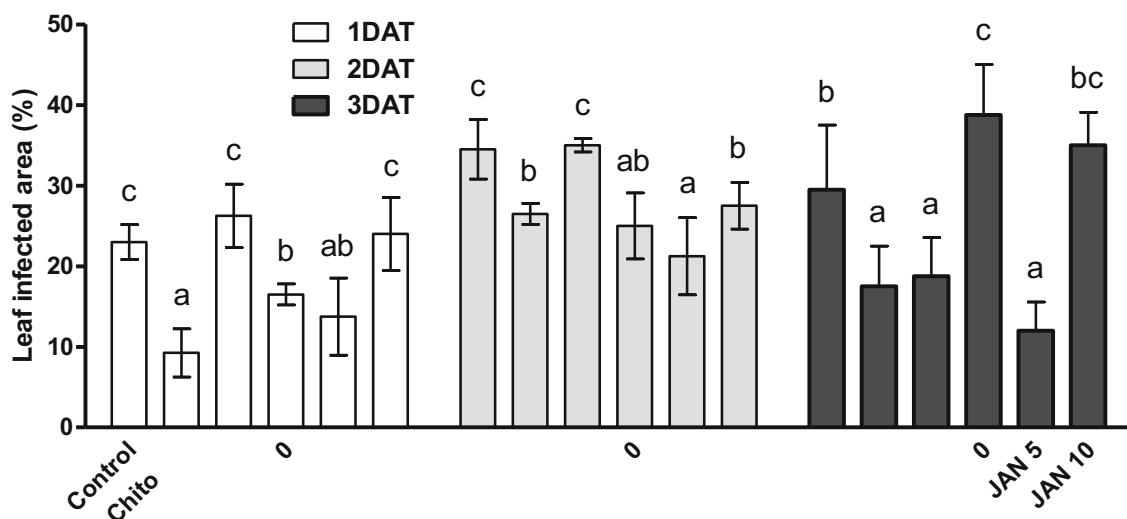 Leaf infected area (%)
50
40
30
20
10
0
1DAT
2DAT
3DAT
c
a
c
b
ab
c
c
b
c
ab
a
b
b
a
a
c
a
bc
Control
Chito
0
0
0
JAN 5
JAN 10